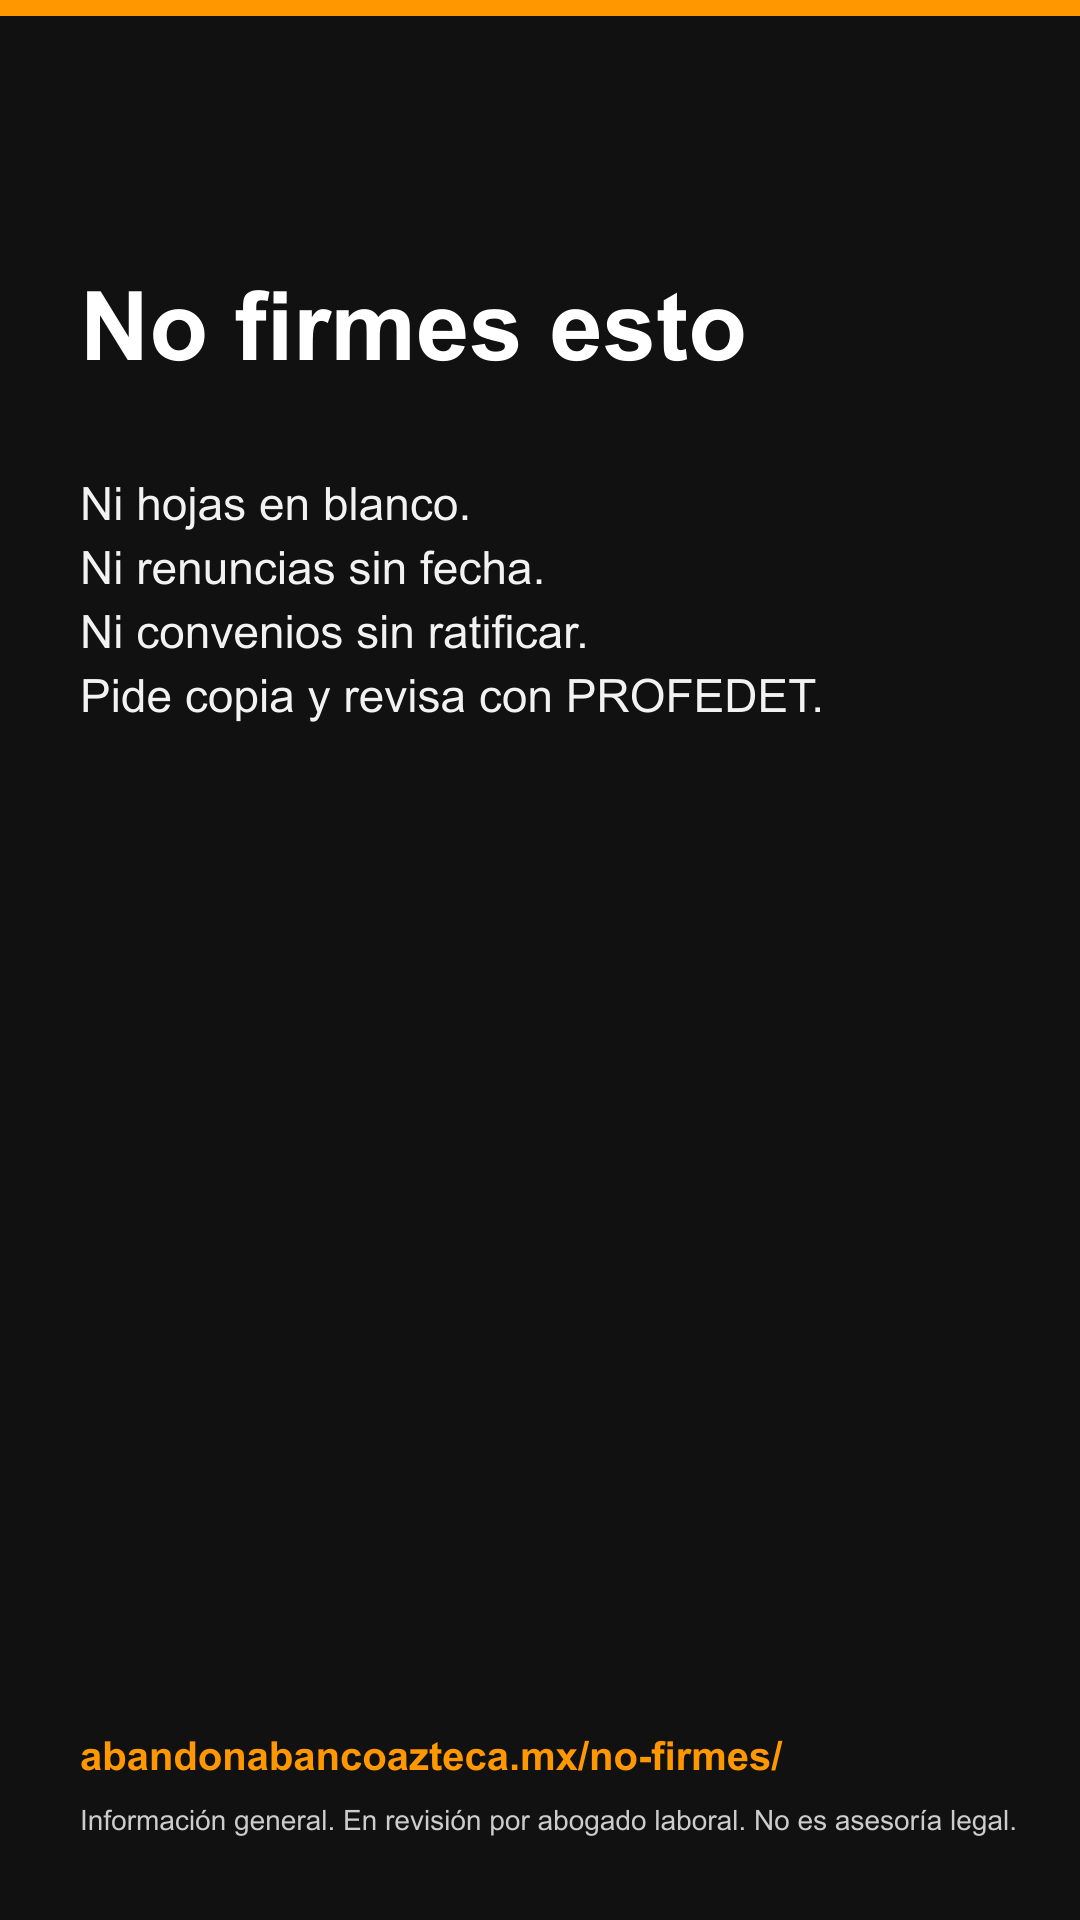 No firmes esto
Ni hojas en blanco.
Ni renuncias sin fecha.
Ni convenios sin ratificar.
Pide copia y revisa con PROFEDET.
abandonabancoazteca.mx/no-firmes/
Información general. En revisión por abogado laboral. No es asesoría legal.